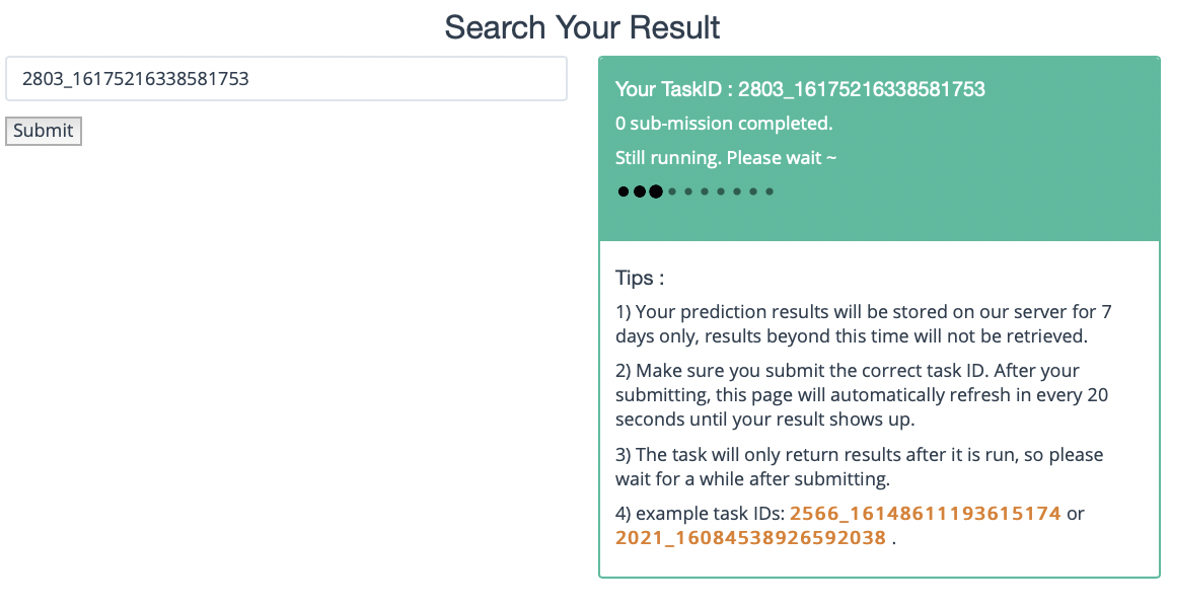 Search Your Result
2803_16175216338581753
Submit
Your TaskID : 2803_16175216338581753
0 sub-mission completed.
Still running. Please wait ~
Tips :
1) Your prediction results will be stored on our server for 7
days only, results beyond this time will not be retrieved.
2) Make sure you submit the correct task ID. After your
submitting, this page will automatically refresh in every 20
seconds until your result shows up.
3) The task will only return results after it is run, so please
wait for a while after submitting.
4) example task IDs: 2566_16148611193615174 or
2021_16084538926592038 .